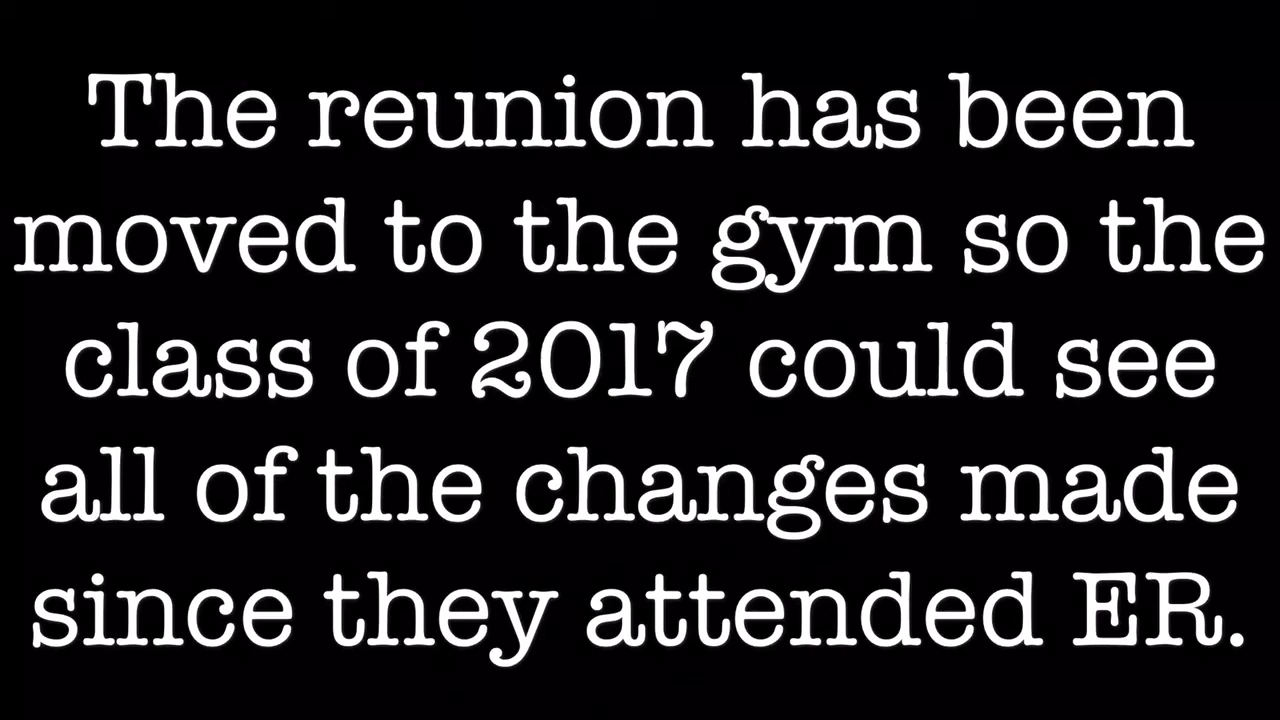 The reunion has been
moved to the gym so the
class of 2017 could see
all of the changes made
since they attended ER.